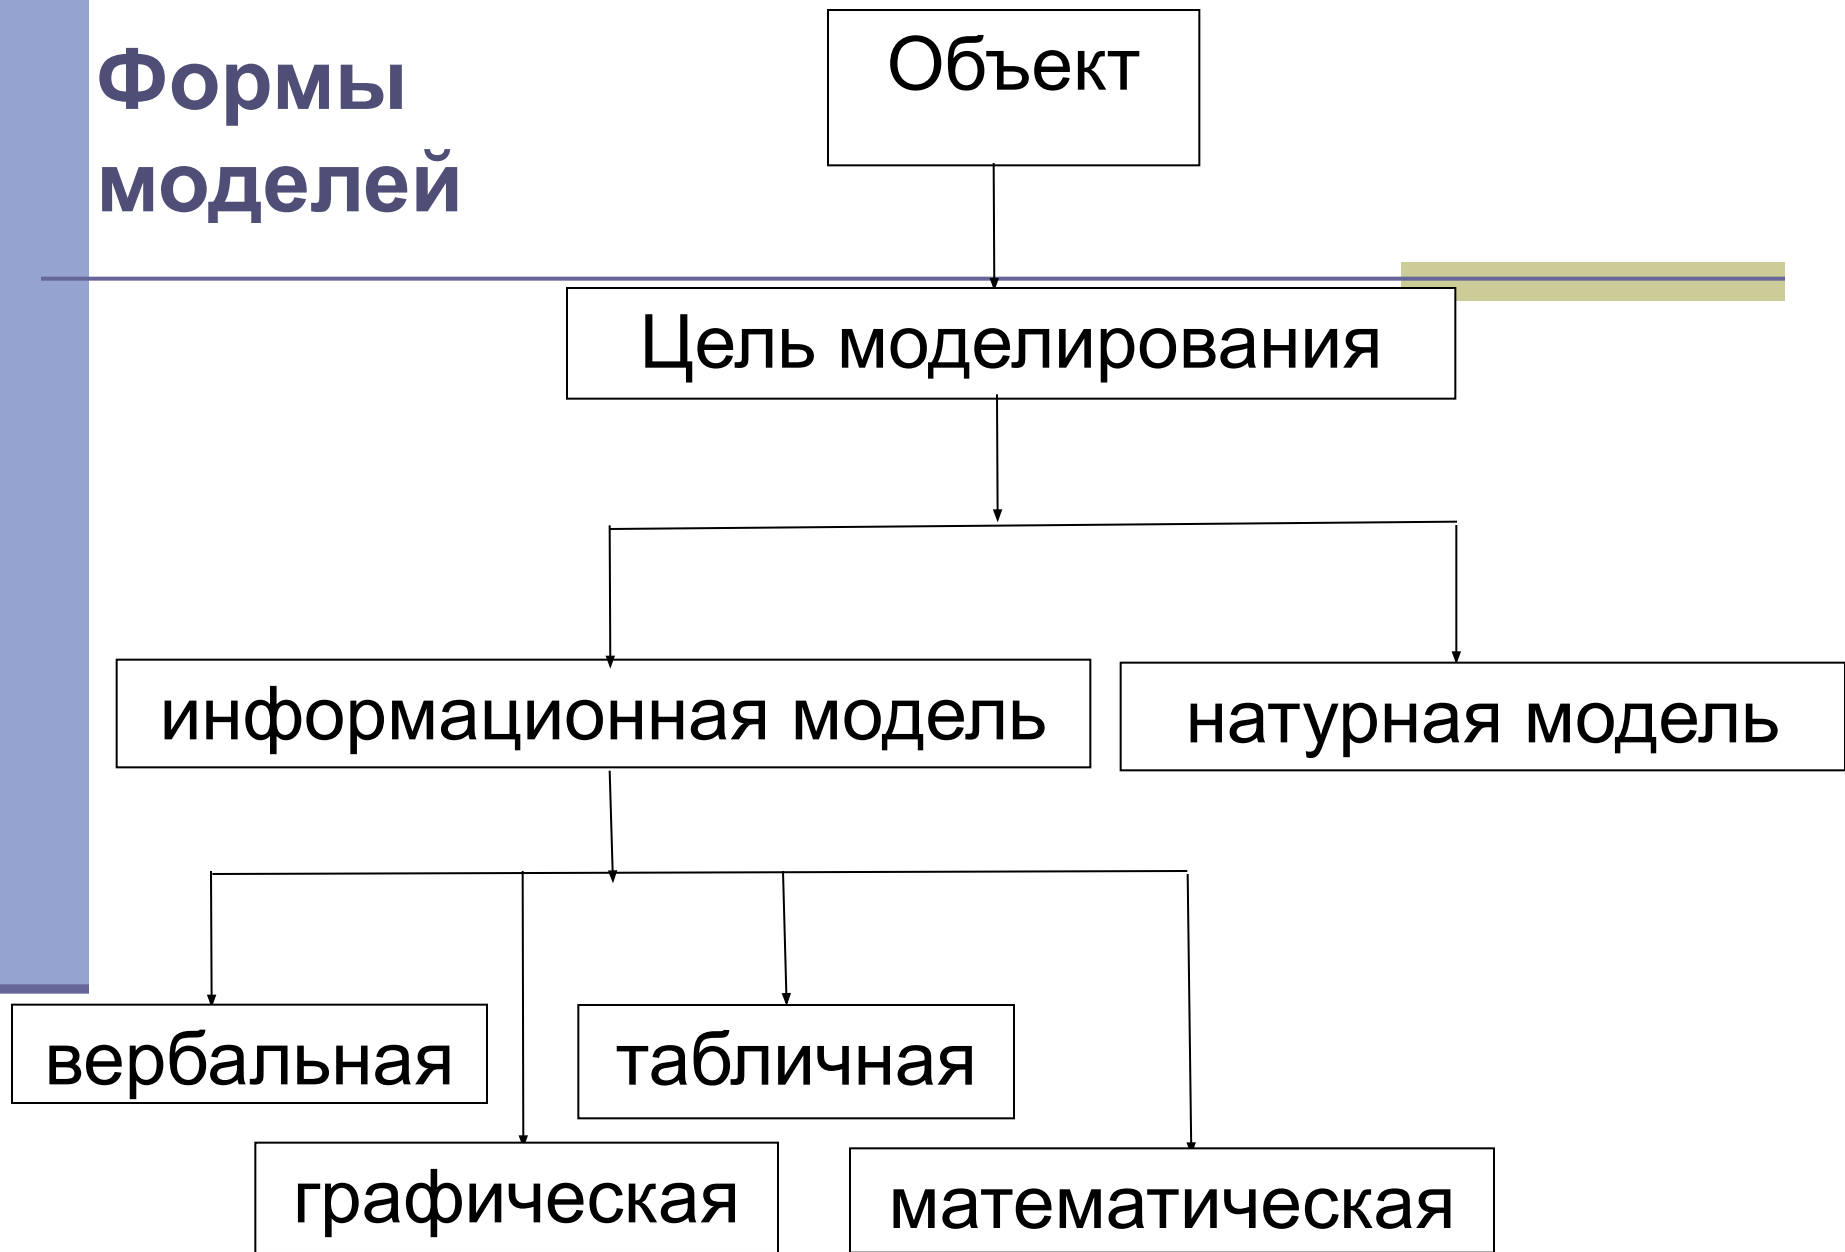 Формы
моделей
Объект
Цель моделирования
информационная модель
натурная модель
вербальная
табличная
графическая
математическая